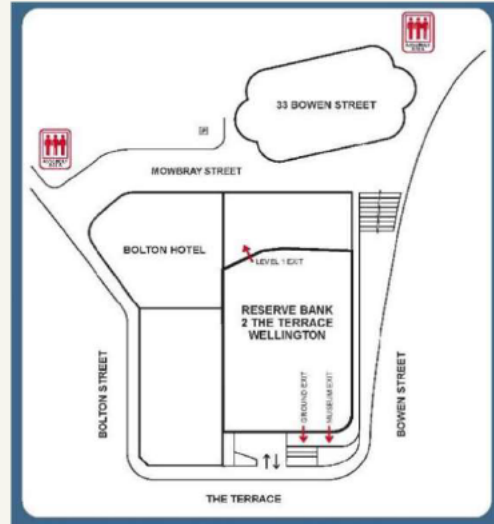 33 BOWEN STREET
MOWBRAY STREET
BOLTON HOTEL
LEVEL 1 EXIT
RESERVE BANK
2 THE TERRACE
WELLINGTON
BOLTON STREET
GROUND EXIT
MUSEUM EXIT
BOWEN STREET
THE TERRACE